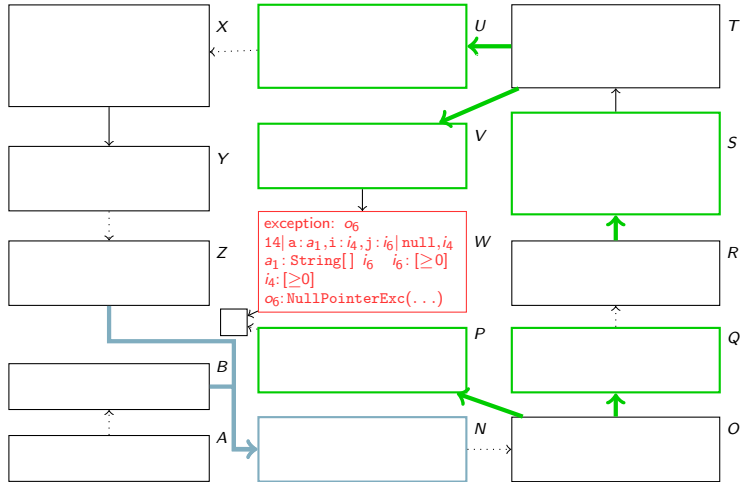 X
U
T
Y
V
S
exception: o₆
14| a: a₁, i: i₄, j: i₆| null, i₄
a₁: String[ ] i₆ i₆: [≥0]
i₄: [≥0]
o₆: NullPointerExc(...)
W
Z
R
B
P
Q
A
N
O